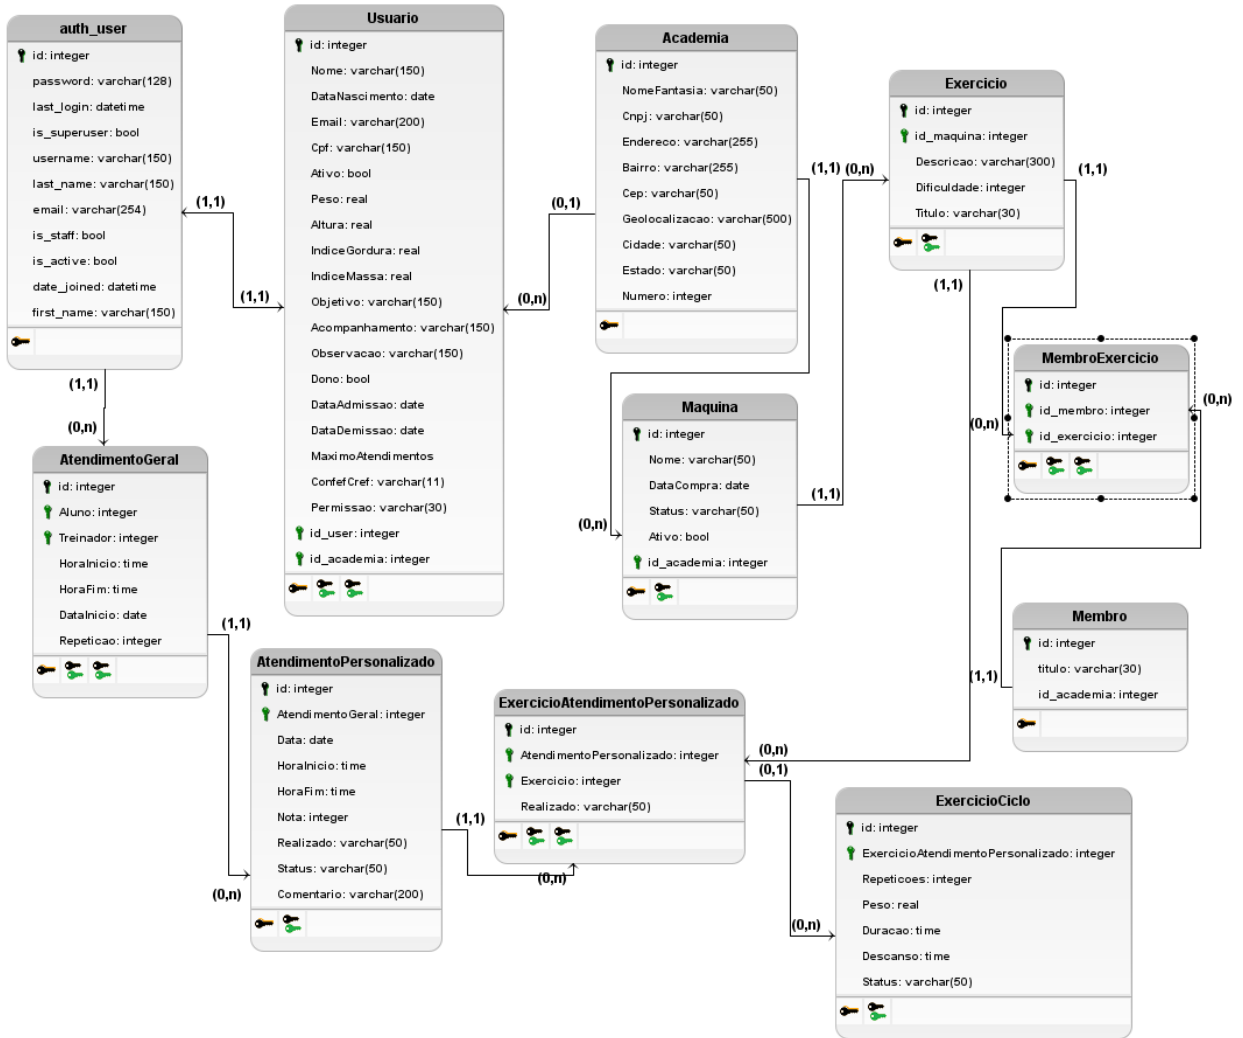 auth_user
id: integer
password: varchar(128)
last_login: datetime
is_superuser: bool
username: varchar(150)
last_name: varchar(150)
email: varchar(254)
is_staff: bool
is_active: bool
date_joined: datetime
first_name: varchar(150)
(1,1)
(1,1)
(1,1)
(0,n)
Usuario
id: integer
Nome: varchar(150)
DataNascimento: date
Email: varchar(200)
Cpf: varchar(150)
Ativo: bool
Peso: real
Altura: real
IndiceGordura: real
IndiceMassa: real
Objetivo: varchar(150)
Acompanhamento: varchar(150)
Observacao: varchar(150)
Dono: bool
DataAdmissao: date
DataDemissao: date
MaximoAtendimentos
ConfefCref: varchar(11)
Permissao: varchar(30)
id_user: integer
id_academia: integer
(0,1)
(0,n)
Academia
id: integer
NomeFantasia: varchar(50)
Cnpj: varchar(50)
Endereco: varchar(255)
Bairro: varchar(255)
Cep: varchar(50)
Geolocalizacao: varchar(500)
Cidade: varchar(50)
Estado: varchar(50)
Numero: integer
(1,1)
(0,n)
Exercicio
id: integer
id_maquina: integer
Descricao: varchar(300)
Dificuldade: integer
Titulo: varchar(30)
(1,1)
(1,1)
(0,n)
MembroExercicio
id: integer
id_membro: integer
id_exercicio: integer
(0,n)
(0,n)
Maquina
id: integer
Nome: varchar(50)
DataCompra: date
Status: varchar(50)
Ativo: bool
id_academia: integer
(1,1)
AtendimentoGeral
id: integer
Aluno: integer
Treinador: integer
HoraInicio: time
HoraFim: time
DataInicio: date
Repeticao: integer
(1,1)
(0,n)
Membro
id: integer
titulo: varchar(30)
id_academia: integer
(1,1)
AtendimentoPersonalizado
id: integer
AtendimentoGeral: integer
Data: date
HoraInicio: time
HoraFim: time
Nota: integer
Realizado: varchar(50)
Status: varchar(50)
Comentario: varchar(200)
(1,1)
(0,n)
ExercicioAtendimentoPersonalizado
id: integer
AtendimentoPersonalizado: integer
Exercicio: integer
Realizado: varchar(50)
(0,n)
(0,1)
(0,n)
ExercicioCiclo
id: integer
ExercicioAtendimentoPersonalizado: integer
Repeticoes: integer
Peso: real
Duracao: time
Descanso: time
Status: varchar(50)